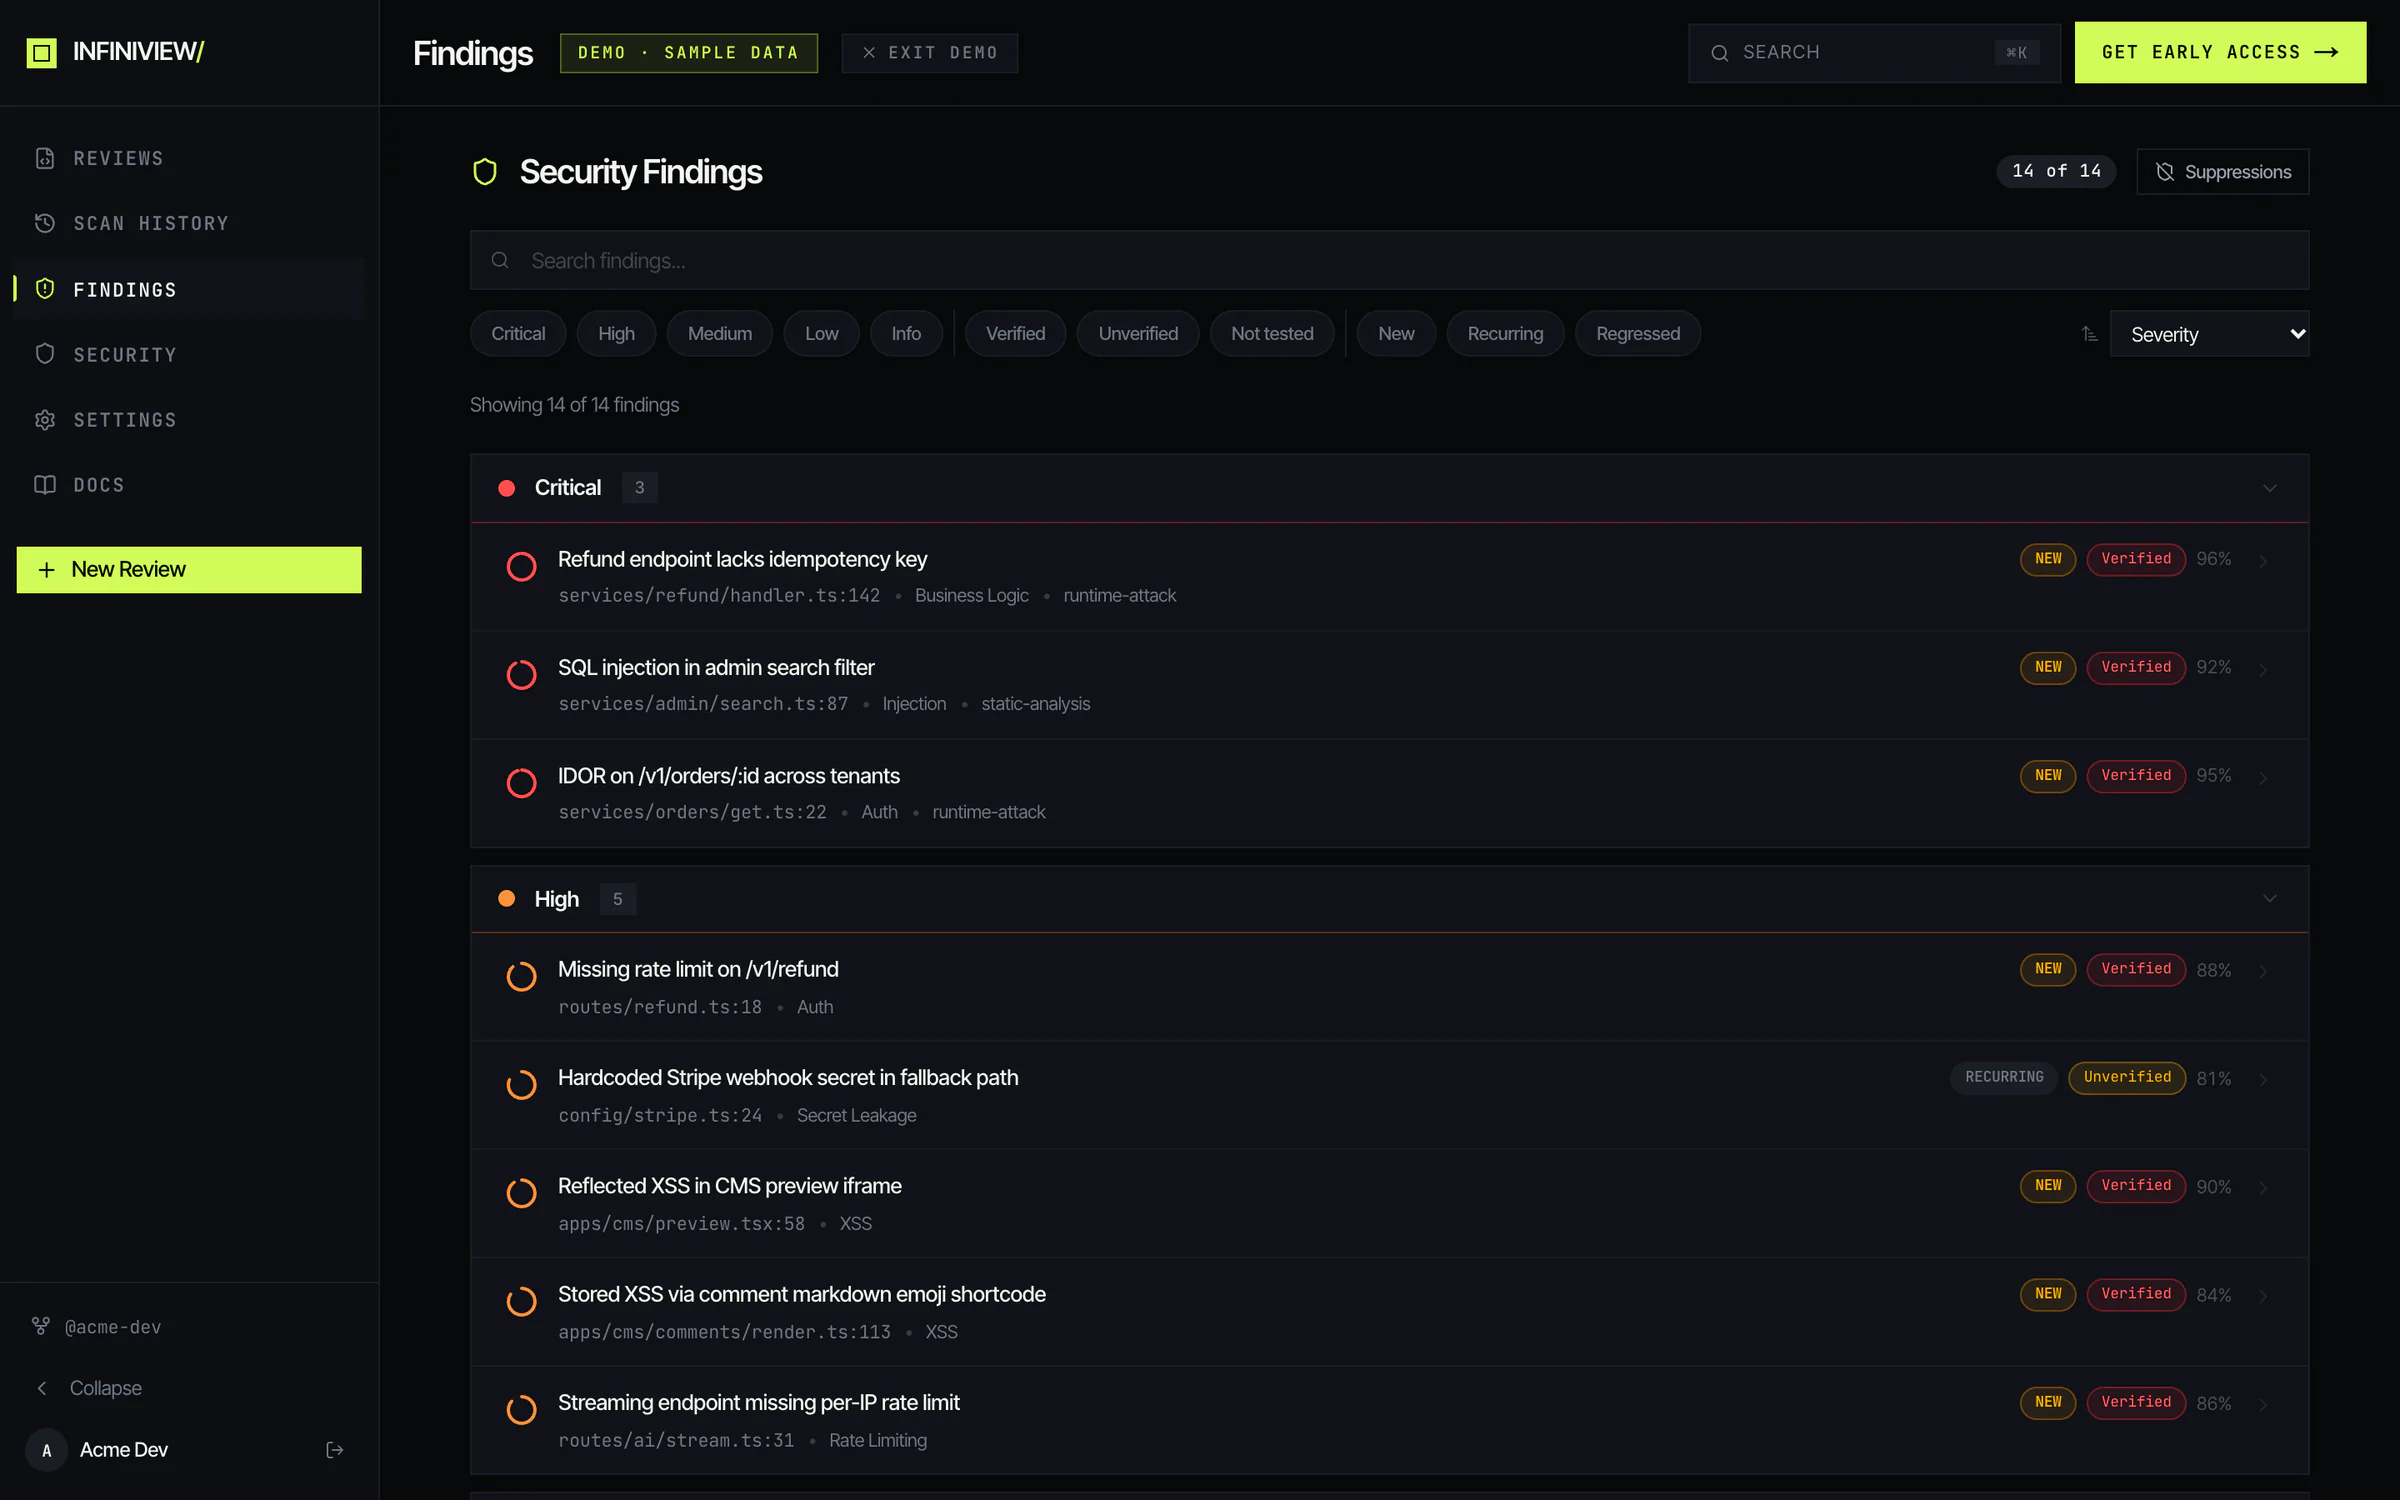 INFINIVIEW/
REVIEWS
SCAN HISTORY
FINDINGS
SECURITY
SETTINGS
DOCS
New Review
@acme-dev
Collapse
A Acme Dev
Findings DEMO · SAMPLE DATA EXIT DEMO SEARCH ⌘K GET EARLY ACCESS →
Security Findings 14 of 14 Suppressions
Search findings...
Critical High Medium Low Info Verified Unverified Not tested New Recurring Regressed Severity
Showing 14 of 14 findings
Critical 3
Refund endpoint lacks idempotency key NEW Verified 96%
services/refund/handler.ts:142 • Business Logic • runtime-attack
SQL injection in admin search filter NEW Verified 92%
services/admin/search.ts:87 • Injection • static-analysis
IDOR on /v1/orders/:id across tenants NEW Verified 95%
services/orders/get.ts:22 • Auth • runtime-attack
High 5
Missing rate limit on /v1/refund NEW Verified 88%
routes/refund.ts:18 • Auth
Hardcoded Stripe webhook secret in fallback path RECURRING Unverified 81%
config/stripe.ts:24 • Secret Leakage
Reflected XSS in CMS preview iframe NEW Verified 90%
apps/cms/preview.tsx:58 • XSS
Stored XSS via comment markdown emoji shortcode NEW Verified 84%
apps/cms/comments/render.ts:113 • XSS
Streaming endpoint missing per-IP rate limit NEW Verified 86%
routes/ai/stream.ts:31 • Rate Limiting